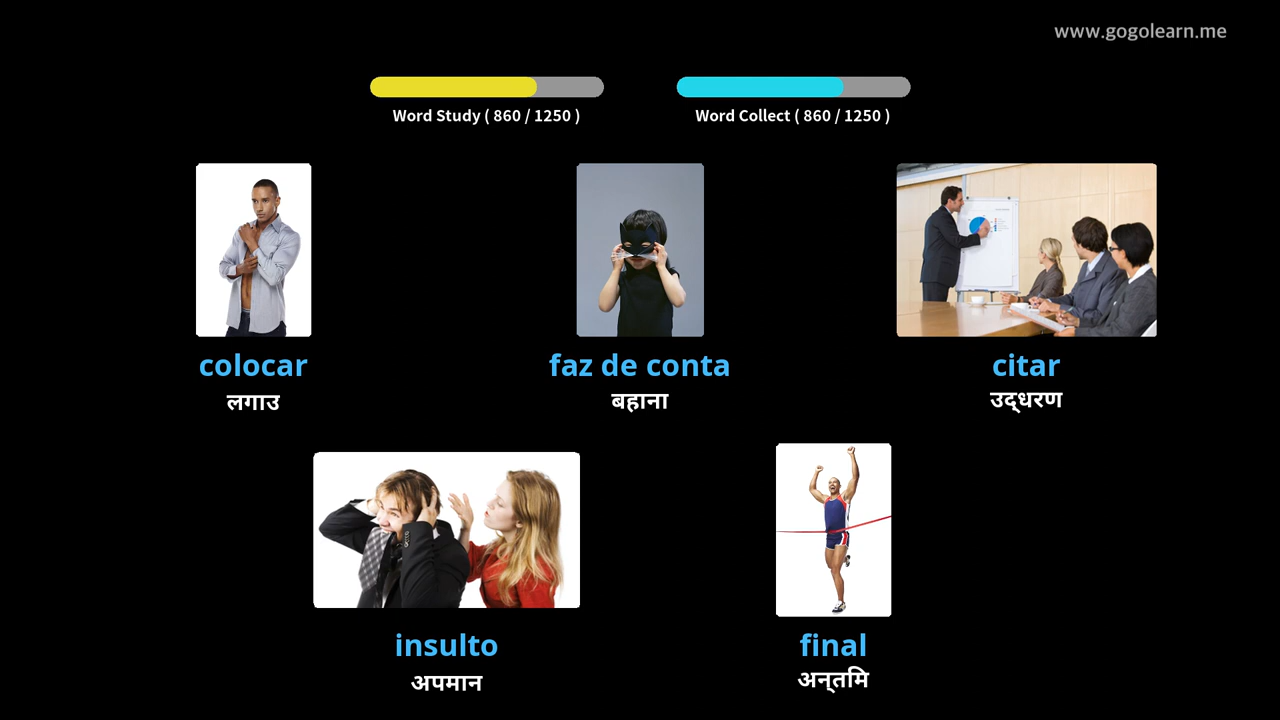 www.gogolearn.me
Word Study ( 860 / 1250 )
Word Collect ( 860 / 1250 )
colocar
लगाउ
faz de conta
बहाना
citar
उद्‌धरण
insulto
अपमान
final
अन्‌तमि